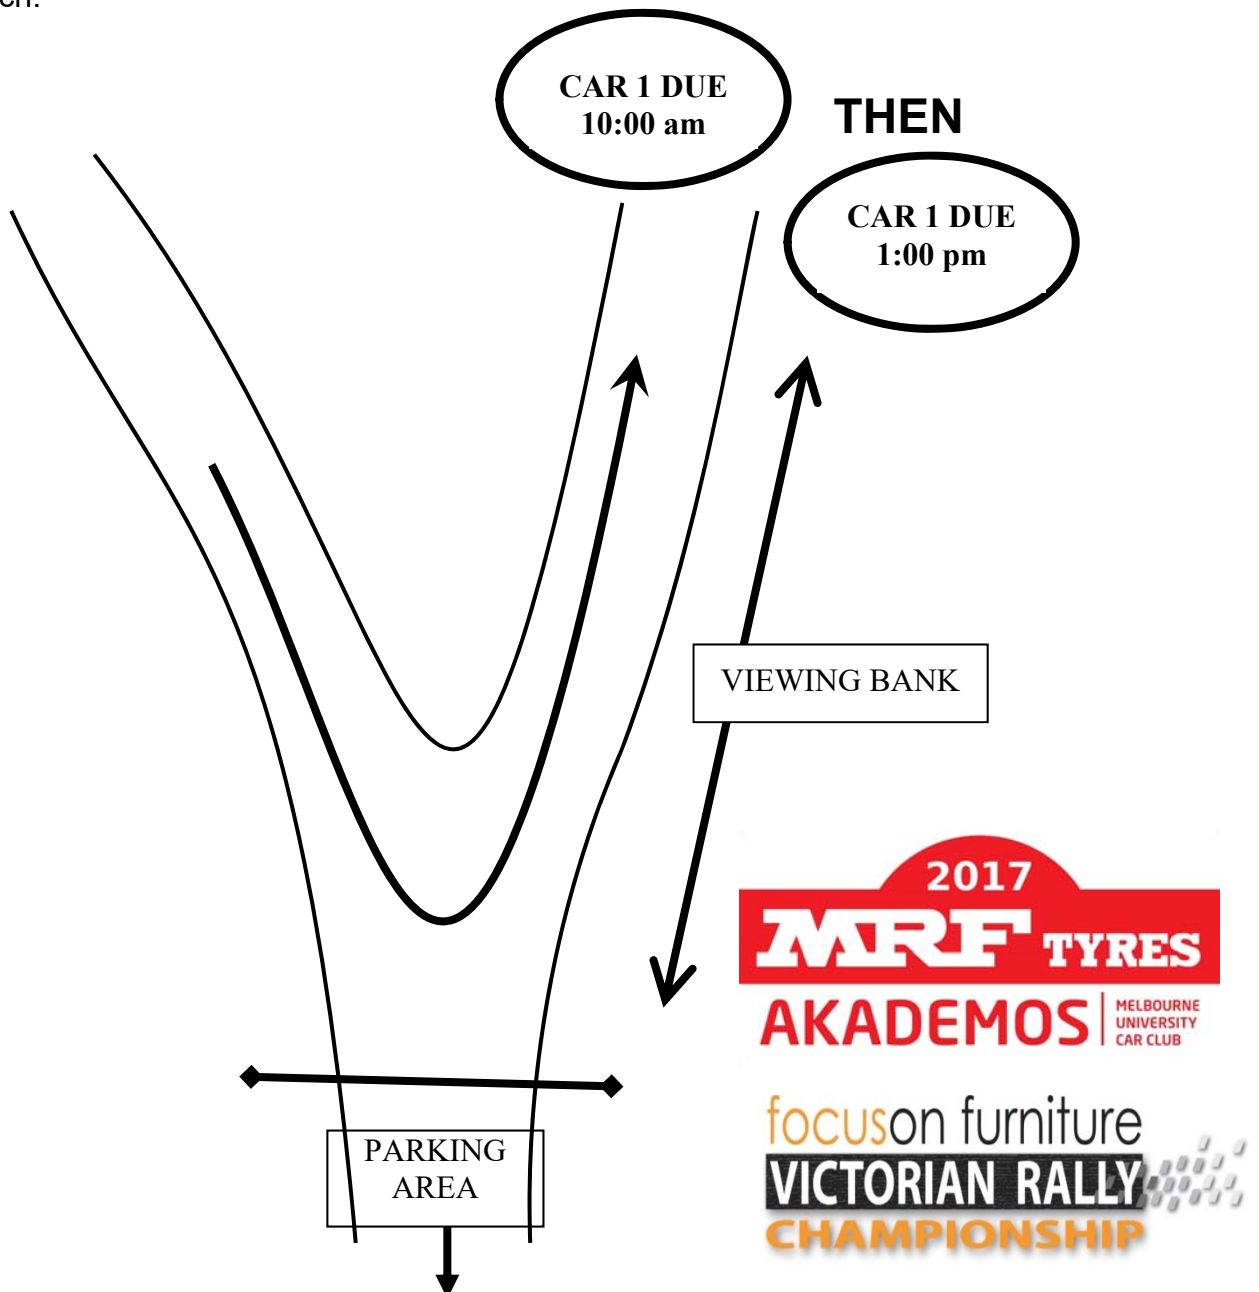 CAR 1 DUE
10:00 am
THEN
CAR 1 DUE
1:00 pm
VIEWING BANK
2017
MRF TYRES
AKADEMOS
MELBOURNE
UNIVERSITY
CAR CLUB
PARKING
AREA
focuson furniture
VICTORIAN RALLY
CHAMPIONSHIP